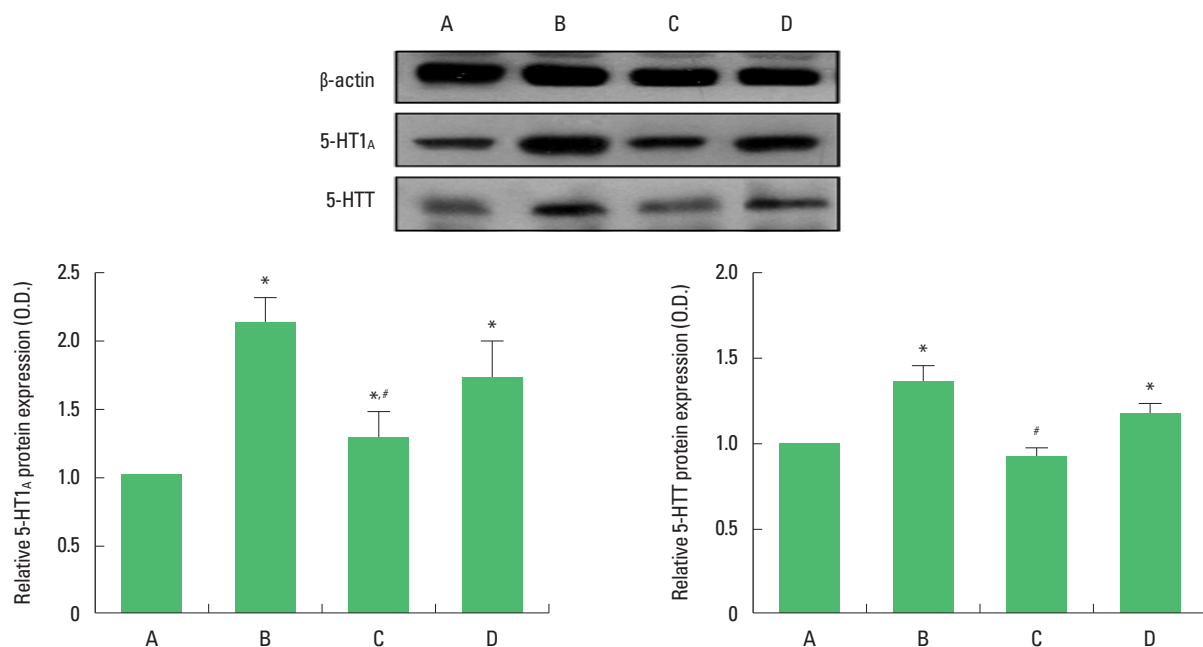 A B C D
β-actin
5-HT1A
5-HTT
Relative 5-HT1A protein expression (O.D.)
2.5
2.0
1.5
1.0
0.5
0
*
*
*,#
*
A B C D
Relative 5-HTT protein expression (O.D.)
2.0
1.5
1.0
0.5
0
*
#
*
A B C D